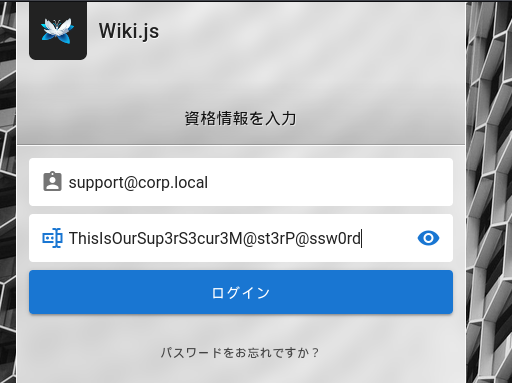 Wiki.js
資格情報を入力
support@corp.local
ThisIsOurSup3rS3cur3M@st3rP@ssw0rd
ログイン
パスワードをお忘れですか？